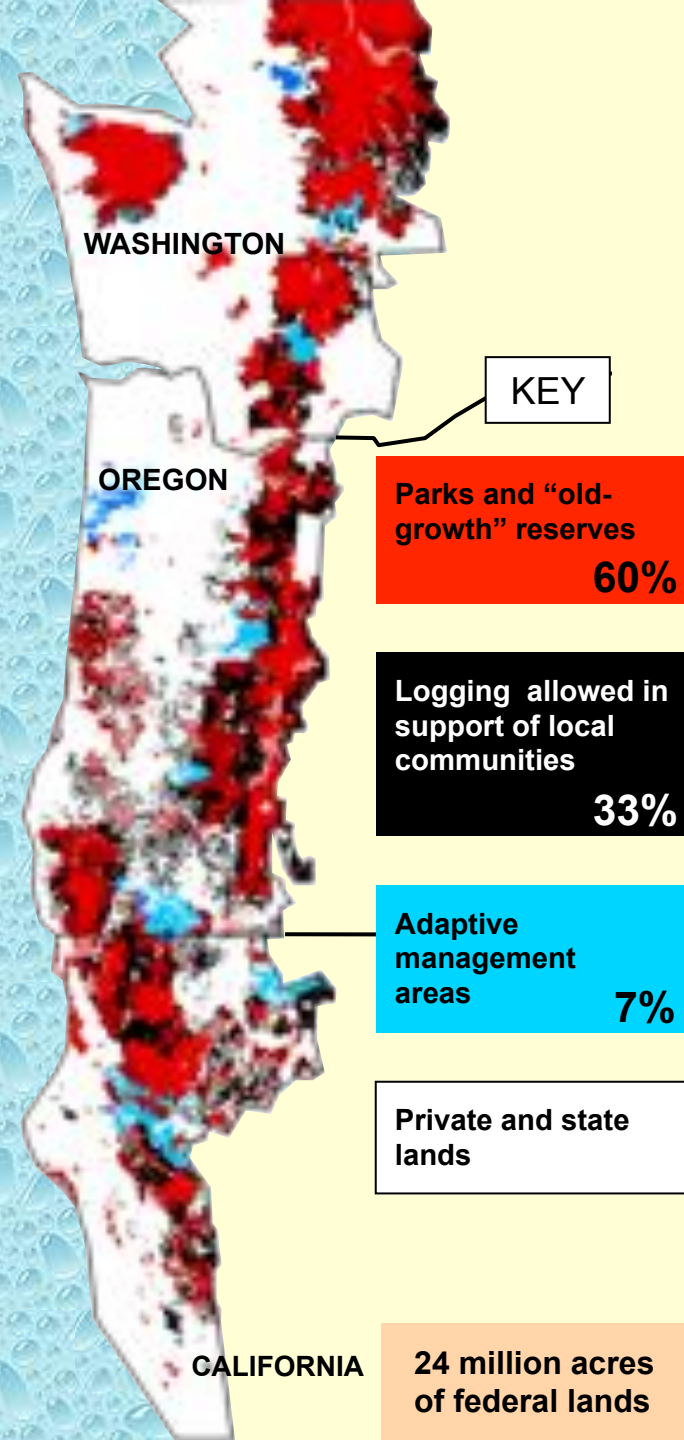 WASHINGTON
KEY
OREGON
Parks and “old-
growth” reserves
60%
Logging allowed in
support of local
communities
33%
Adaptive
management
areas
7%
Private and state
lands
CALIFORNIA
24 million acres
of federal lands